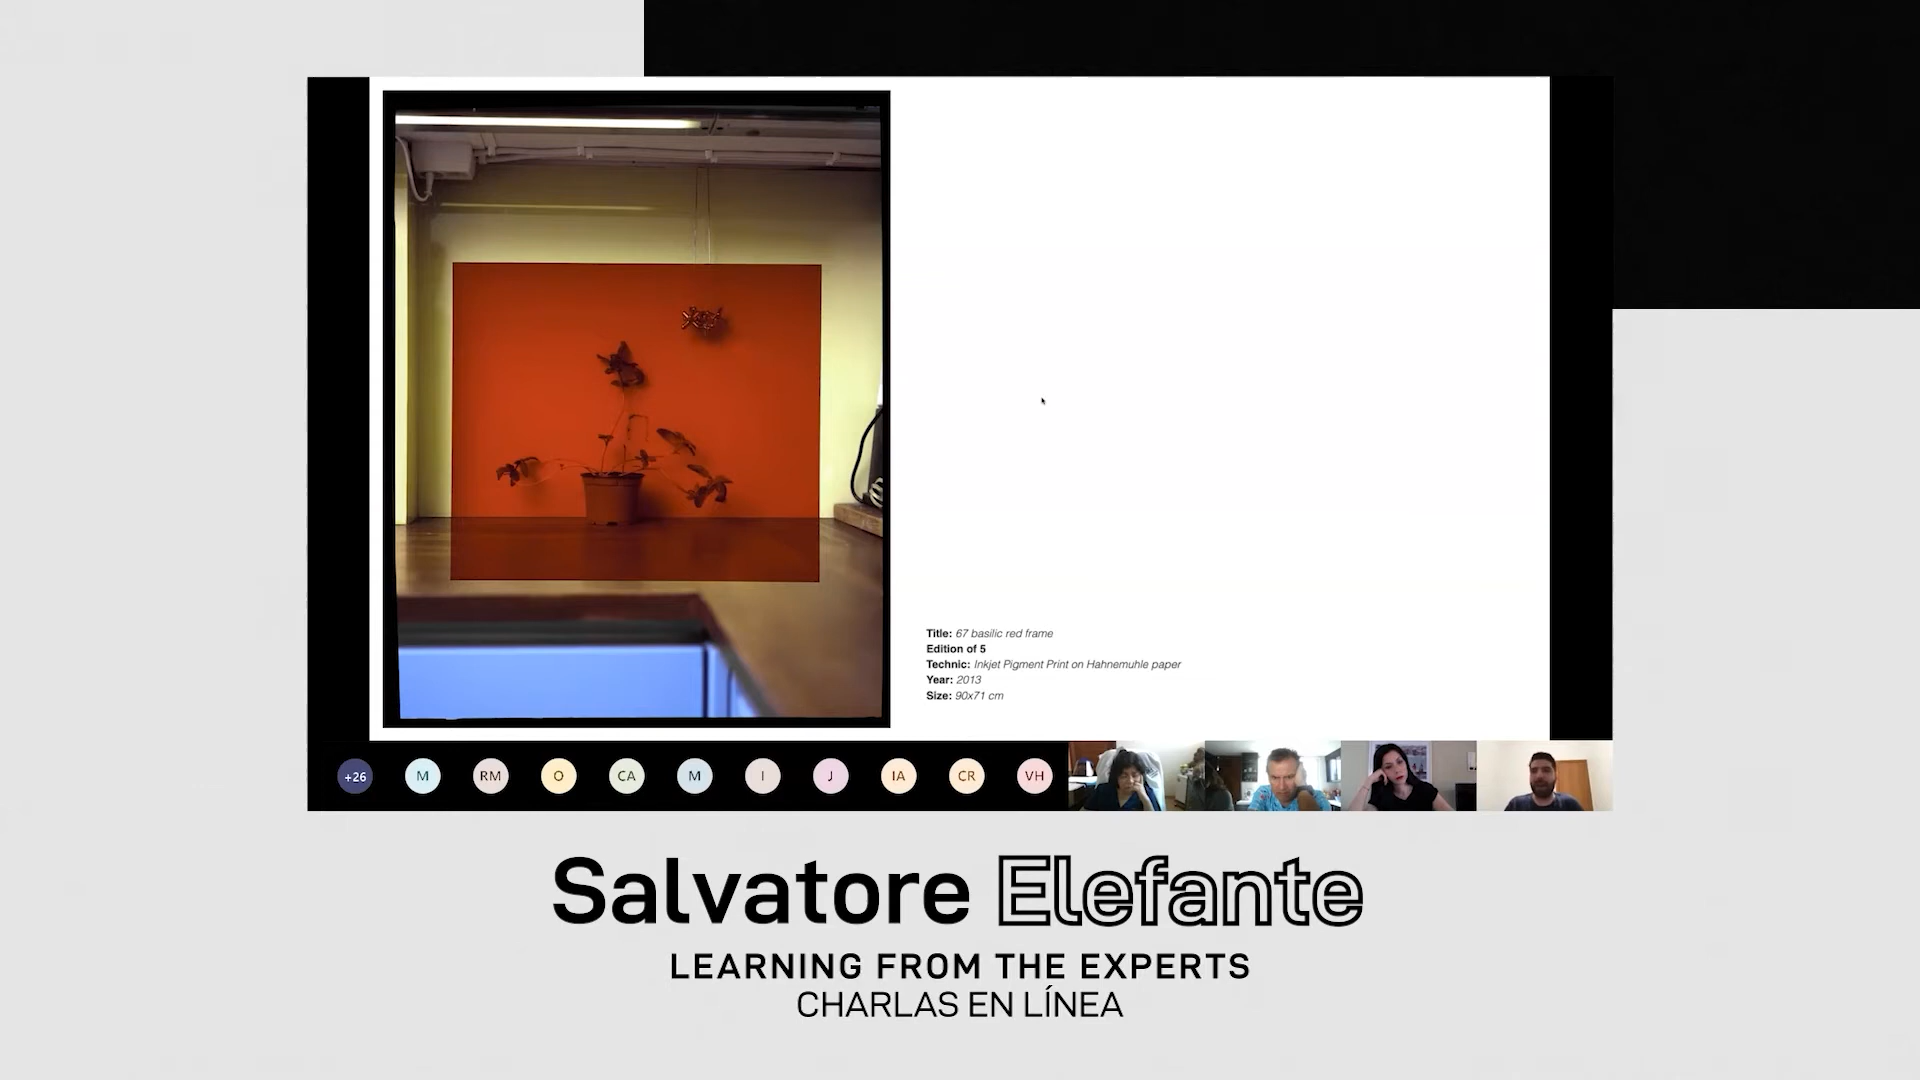 Title: 67 basilic red frame
Edition of 5
Technic: Inkjet Pigment Print on Hahnemuhle paper
Year: 2013
Size: 90x71 cm
+26 M RM O CA M I J IA CR VH
Salvatore Elefante
LEARNING FROM THE EXPERTS
CHARLAS EN LÍNEA